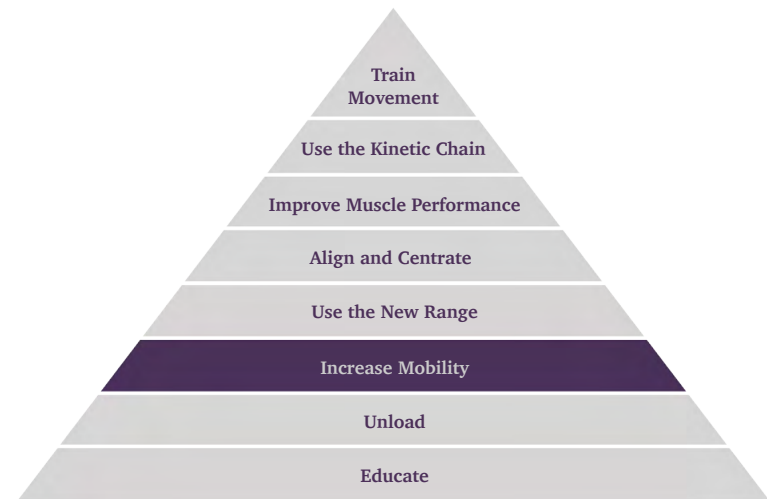 Train
Movement
Use the Kinetic Chain
Improve Muscle Performance
Align and Centrate
Use the New Range
Increase Mobility
Unload
Educate